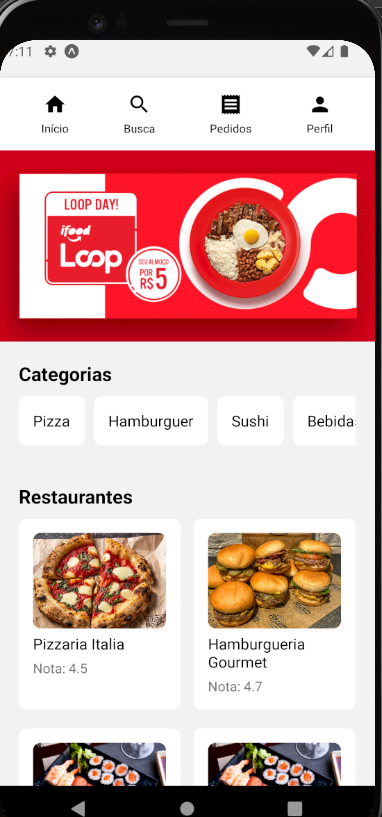 7:11
Início Busca Pedidos Perfil
LOOP DAY!
ifood
Loop
SEU ALMOÇO
POR
R$5
Categorias
Pizza Hamburguer Sushi Bebidas
Restaurantes
Pizzaria Italia
Nota: 4.5
Hamburgueria
Gourmet
Nota: 4.7